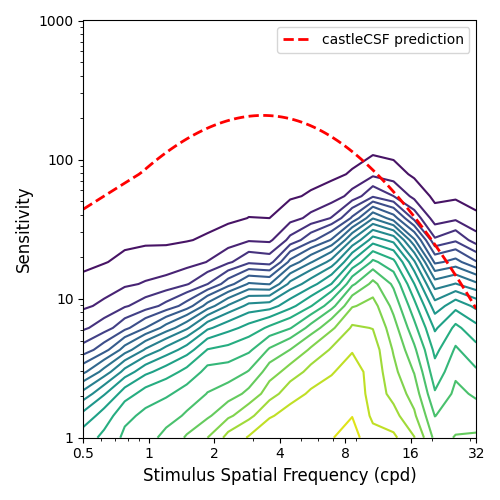 1000
castleCSF prediction
100
Sensitivity
10
1
0.5 1 2 4 8 16 32
Stimulus Spatial Frequency (cpd)